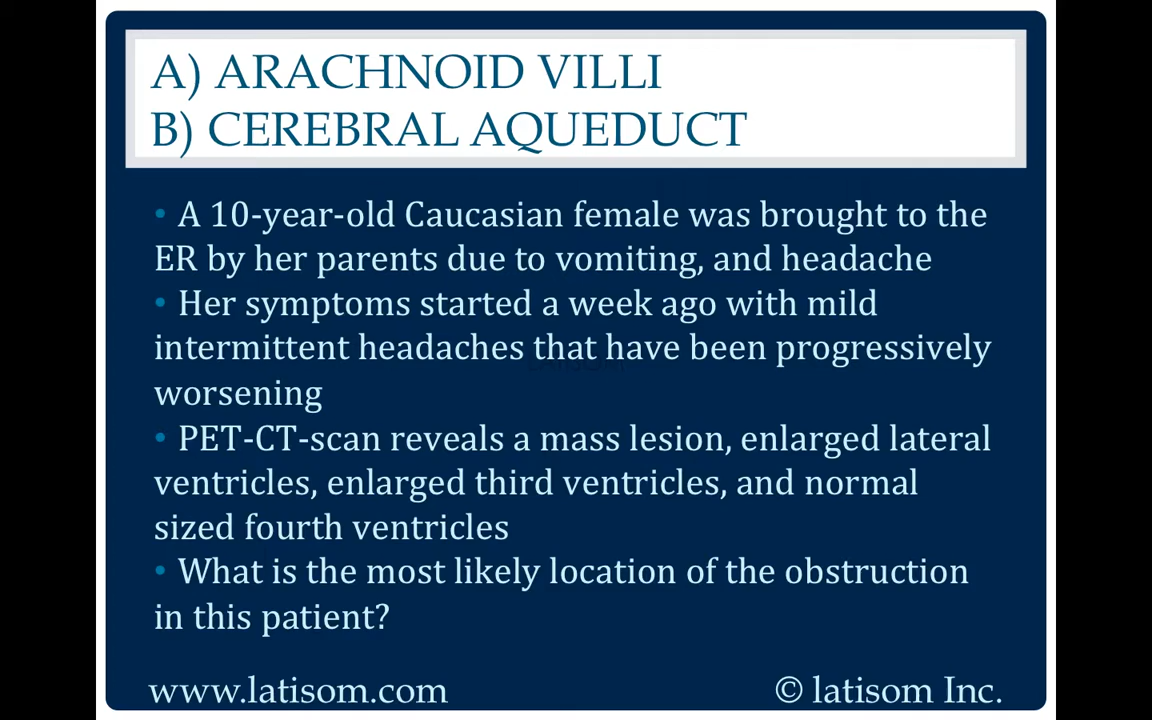 A) ARACHNOID VILLI
B) CEREBRAL AQUEDUCT
• A 10-year-old Caucasian female was brought to the
ER by her parents due to vomiting, and headache
• Her symptoms started a week ago with mild
intermittent headaches that have been progressively
worsening
• PET-CT-scan reveals a mass lesion, enlarged lateral
ventricles, enlarged third ventricles, and normal
sized fourth ventricles
• What is the most likely location of the obstruction
in this patient?
www.latisom.com © latisom Inc.